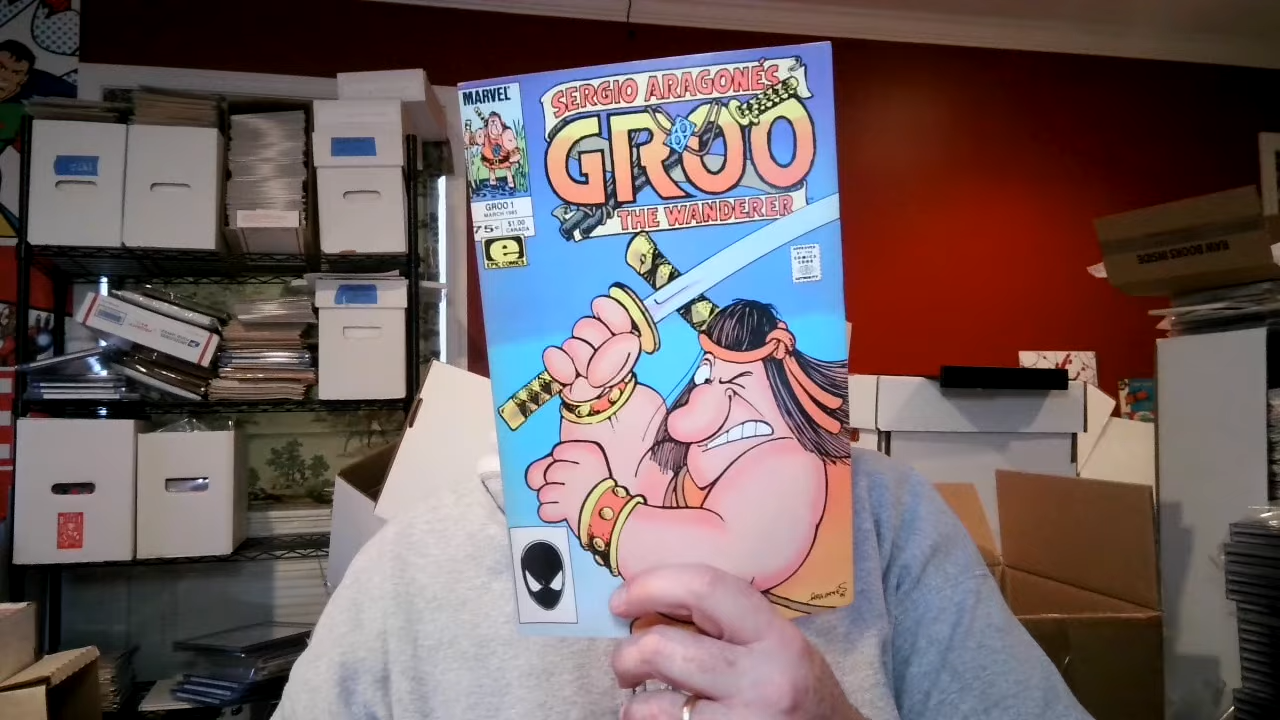 MARVEL
SERGIO ARAGONÉS
GROO
THE WANDERER
GROO 1
MARCH 1985
75¢
$1.00
CANADA
e
EPIC COMICS
APPROVED
BY THE
COMICS
CODE
AUTHORITY
RAW BOOKS INSIDE